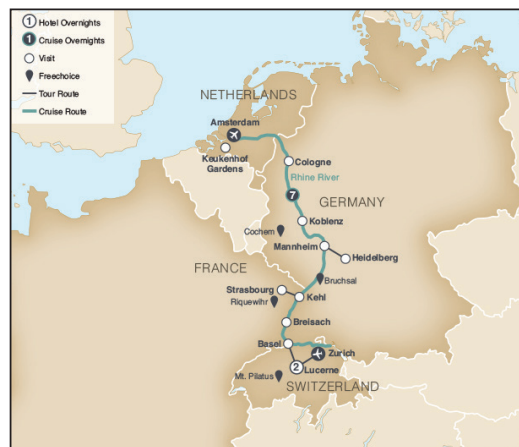 1 Hotel Overnights
1 Cruise Overnights
Visit
Freechoice
Tour Route
Cruise Route
NETHERLANDS
Amsterdam
Keukenhof
Gardens
Cologne
Rhine River
7
GERMANY
Koblenz
Cochem
Mannheim
Heidelberg
FRANCE
Bruchsal
Strasbourg
Riquewihr
Kehl
Breisach
Basel
Zurich
2
Lucerne
Mt. Pilatus
SWITZERLAND